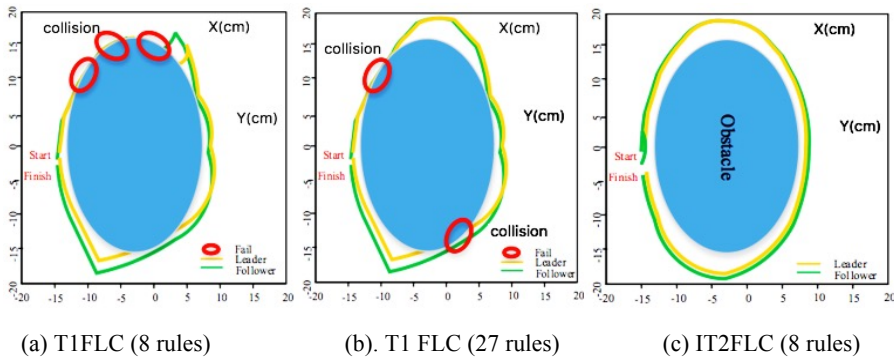 20
15
10
5
0
-5
-10
-15
-20
collision
X(cm)
Y(cm)
Start
Finish
Fail
Leader
Follower
-20 -15 -10 -5 0 5 10 15 20
(a) T1FLC (8 rules)
20
15
10
5
0
-5
-10
-15
-20
collision
X(cm)
Y(cm)
Start
Finish
collision
Fail
Leader
Follower
-20 -15 -10 -5 0 5 10 15 20
(b). T1 FLC (27 rules)
20
15
10
5
0
-5
-10
-15
-20
X(cm)
Y(cm)
Obstacle
Start
Finish
Leader
Follower
-20 -15 -10 -5 0 5 10 15 20
(c) IT2FLC (8 rules)